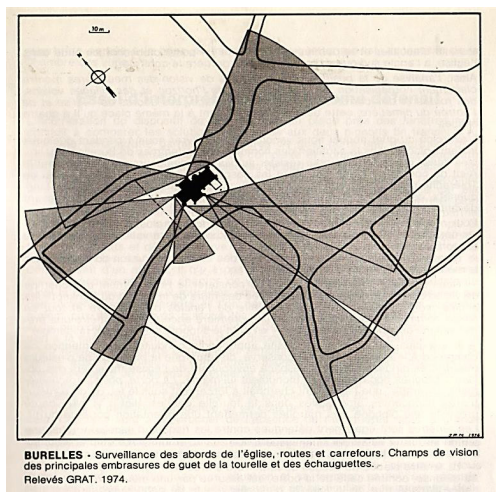 10 m
BURELLES - Surveillance des abords de l'église, routes et carrefours. Champs de vision
des principales embrasures de guet de la tourelle et des échauguettes.
Relevés GRAT. 1974.